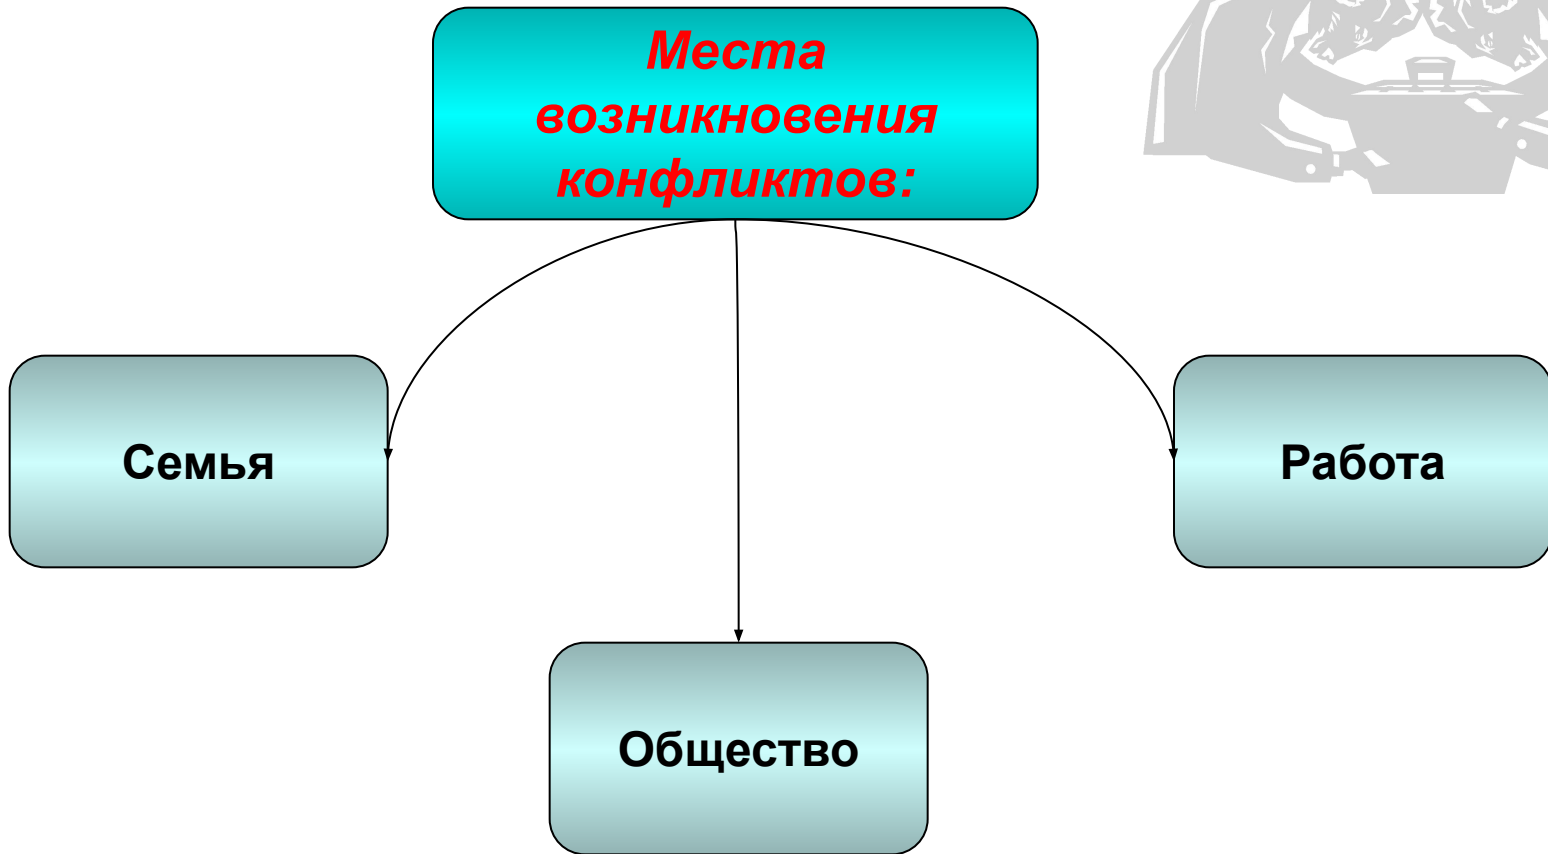 Места
возникновения
конфликтов:
Семья
Работа
Общество